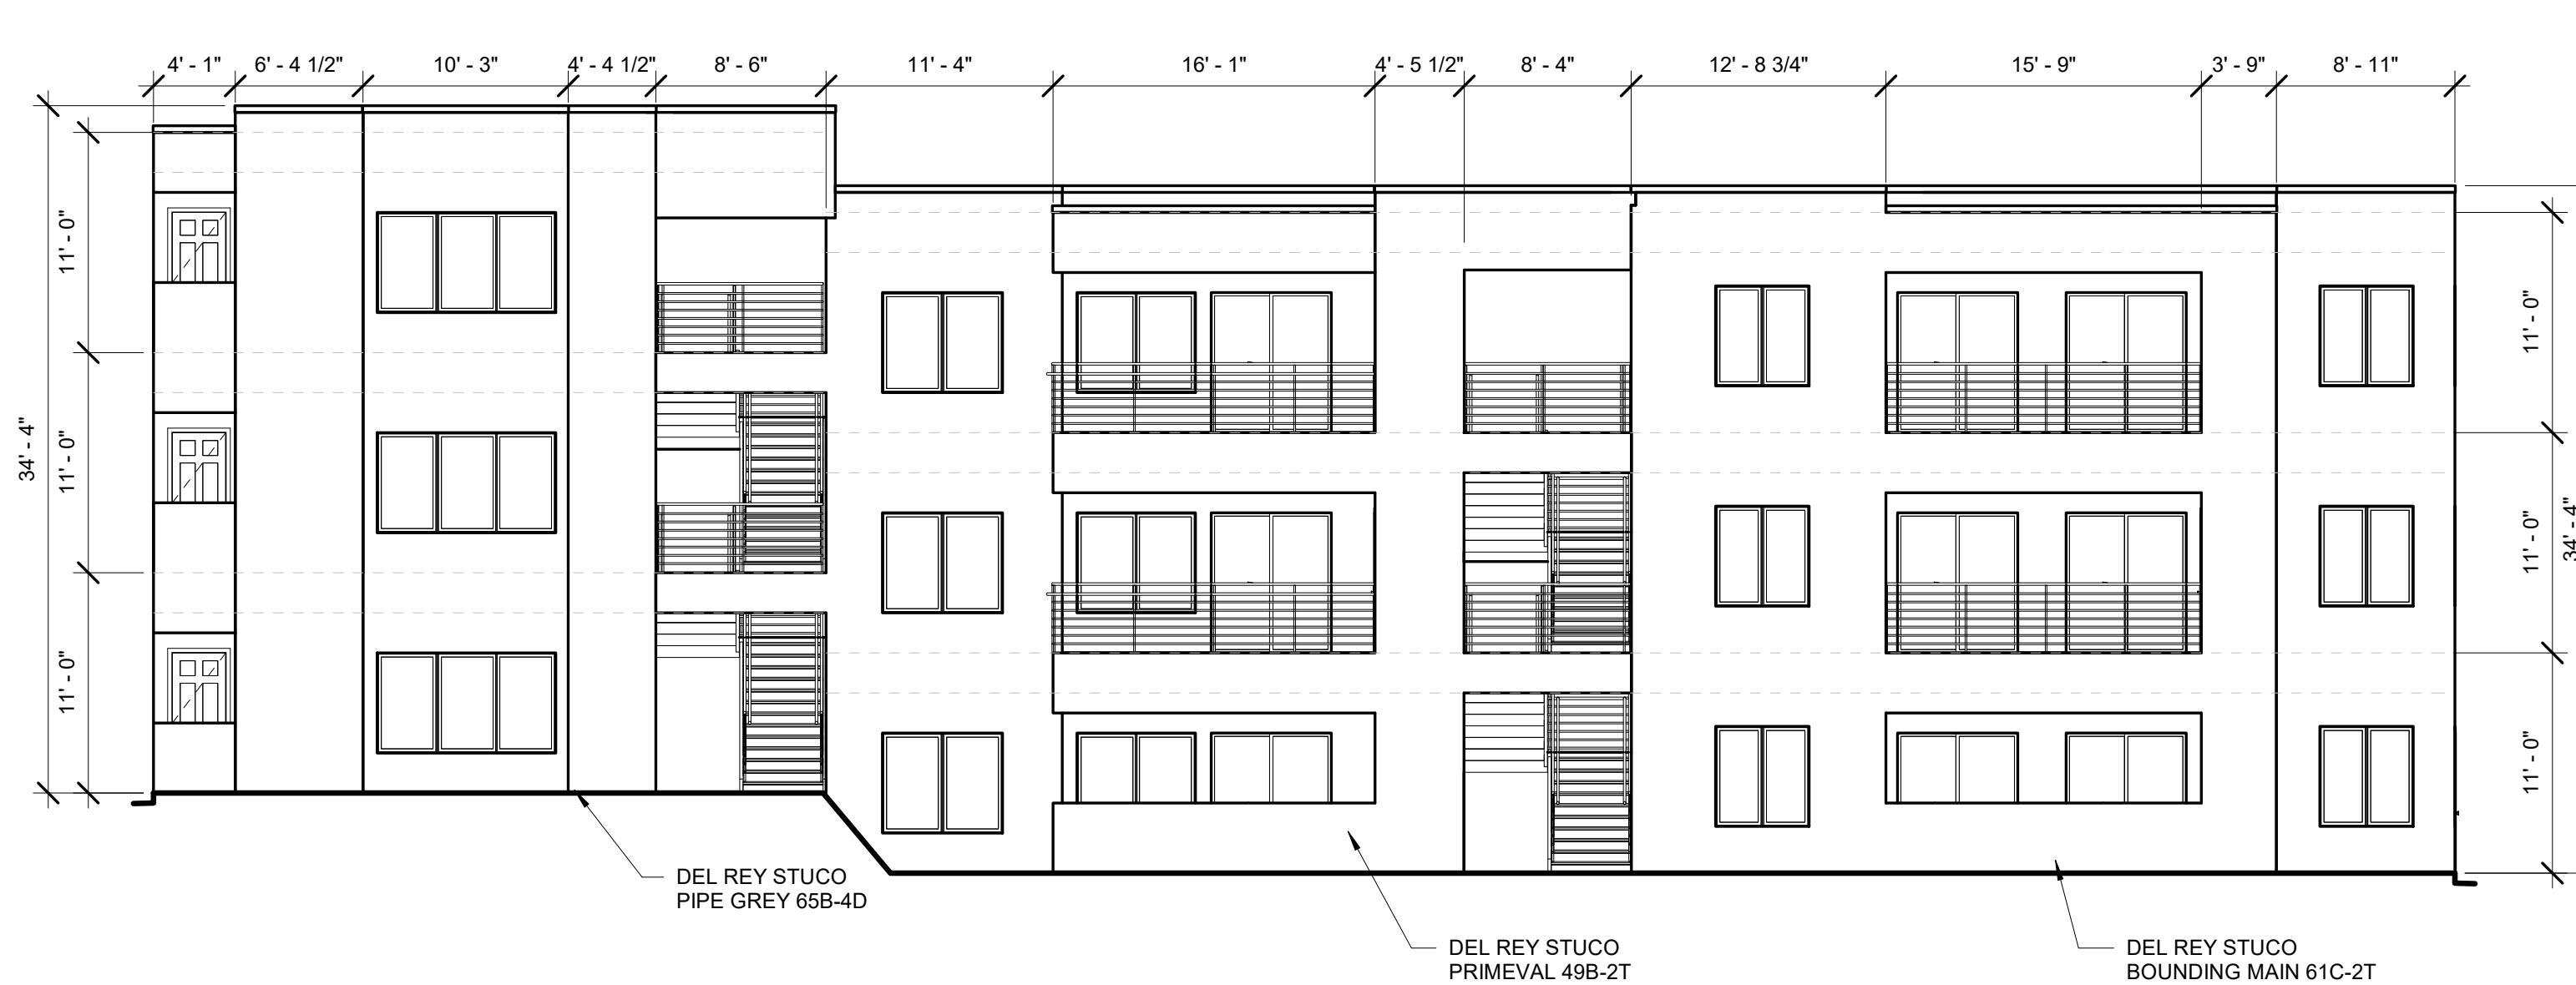 4' - 1"
6' - 4 1/2"
10' - 3"
4' - 4 1/2"
8' - 6"
11' - 4"
16' - 1"
4' - 5 1/2"
8' - 4"
12' - 8 3/4"
15' - 9"
3' - 9"
8' - 11"
34' - 4"
11' - 0"
11' - 0"
11' - 0"
11' - 0"
11' - 0"
11' - 0"
34' - 4"
DEL REY STUCO
PIPE GREY 65B-4D
DEL REY STUCO
PRIMEVAL 49B-2T
DEL REY STUCO
BOUNDING MAIN 61C-2T